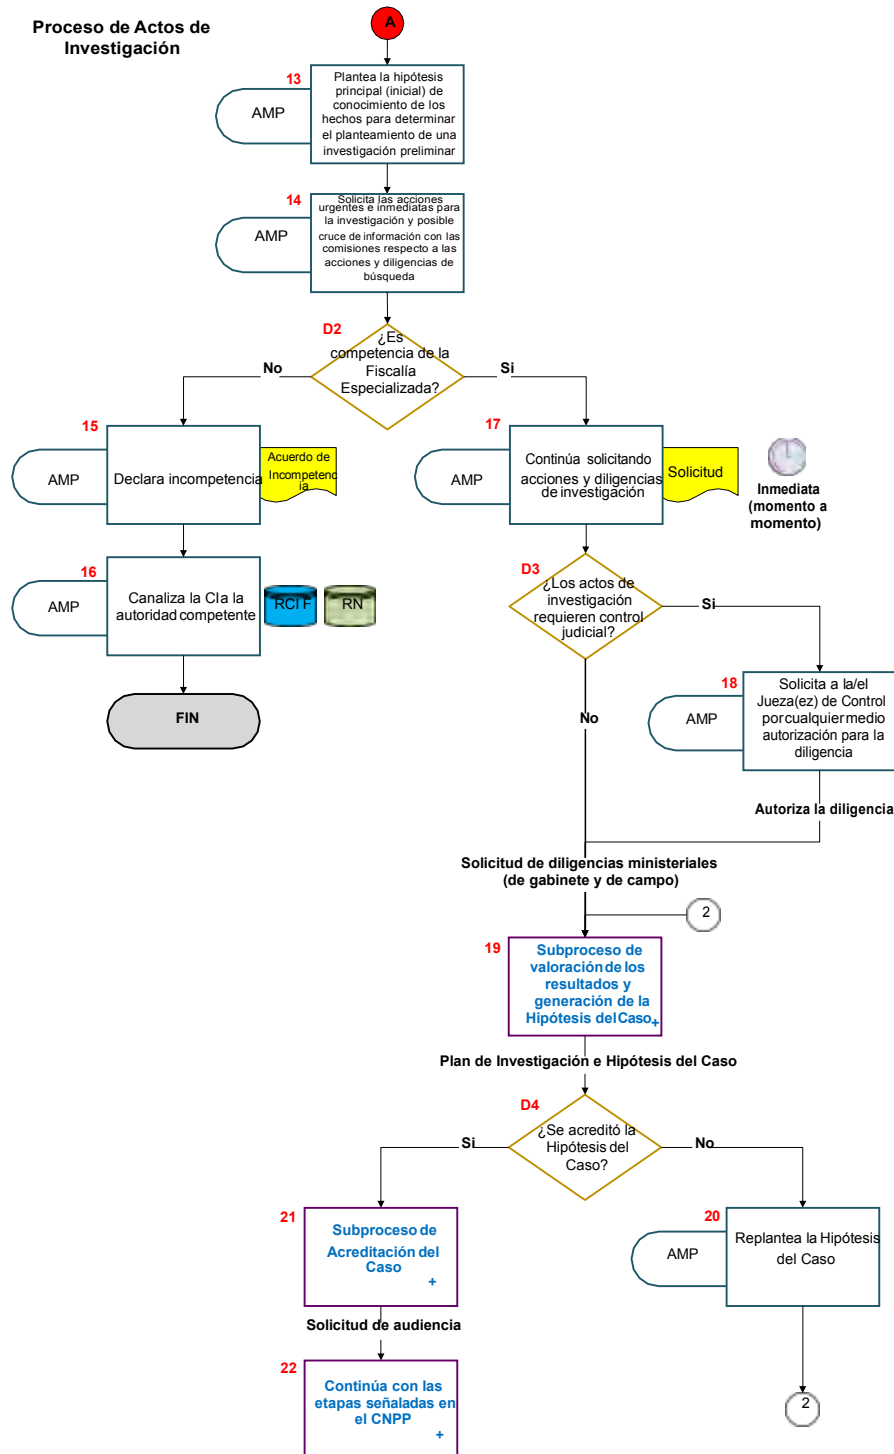 Proceso de Actos de
Investigación
A
13
AMP
Plantea la hipótesis
principal (inicial) de
conocimiento de los
hechos para determinar
el planteamiento de una
investigación preliminar
14
AMP
Solicita las acciones
urgentes e inmediatas para
la investigación y posible
cruce de información con las
comisiones respecto a las
acciones y diligencias de
búsqueda
D2
¿Es
competencia de la
Fiscalía
Especializada?
No
Si
15
AMP
Declara incompetencia
Acuerdo de
Incompetenc
ia
17
AMP
Continúa solicitando
acciones y diligencias
de investigación
Solicitud
Inmediata
(momento a
momento)
16
AMP
Canaliza la CI a la
autoridad competente
RCI F
RN
FIN
D3
¿Los actos de
investigación
requieren control
judicial?
Si
No
18
AMP
Solicita a la/el
Jueza(ez) de Control
por cualquier medio
autorización para la
diligencia
Autoriza la diligencia
Solicitud de diligencias ministeriales
(de gabinete y de campo)
2
19
Subproceso de
valoración de los
resultados y
generación de la
Hipótesis del Caso
+
Plan de Investigación e Hipótesis del Caso
D4
¿Se acreditó la
Hipótesis del
Caso?
Si
No
21
Subproceso de
Acreditación del
Caso
+
20
AMP
Replantea la Hipótesis
del Caso
Solicitud de audiencia
22
Continúa con las
etapas señaladas en
el CNPP
+
2